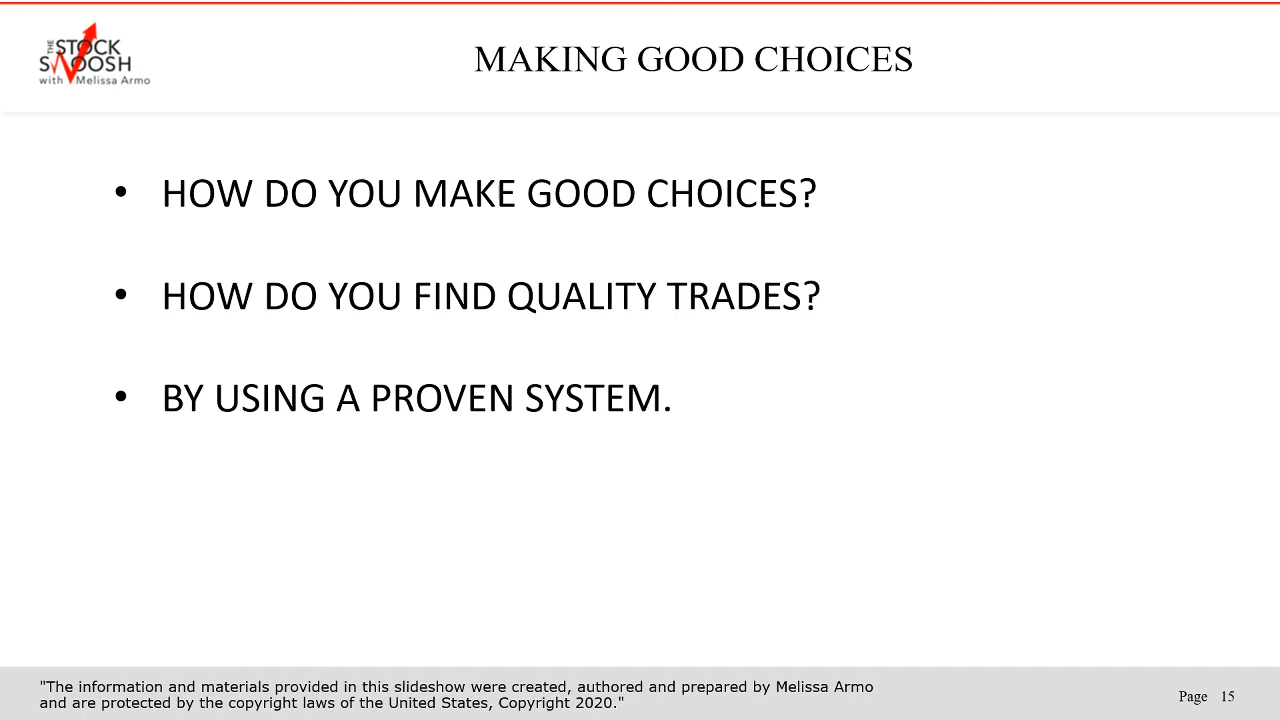 THE
STOCK
SWOOSH
with Melissa Armo
MAKING GOOD CHOICES
• HOW DO YOU MAKE GOOD CHOICES?
• HOW DO YOU FIND QUALITY TRADES?
• BY USING A PROVEN SYSTEM.
"The information and materials provided in this slideshow were created, authored and prepared by Melissa Armo
and are protected by the copyright laws of the United States, Copyright 2020."
Page 15